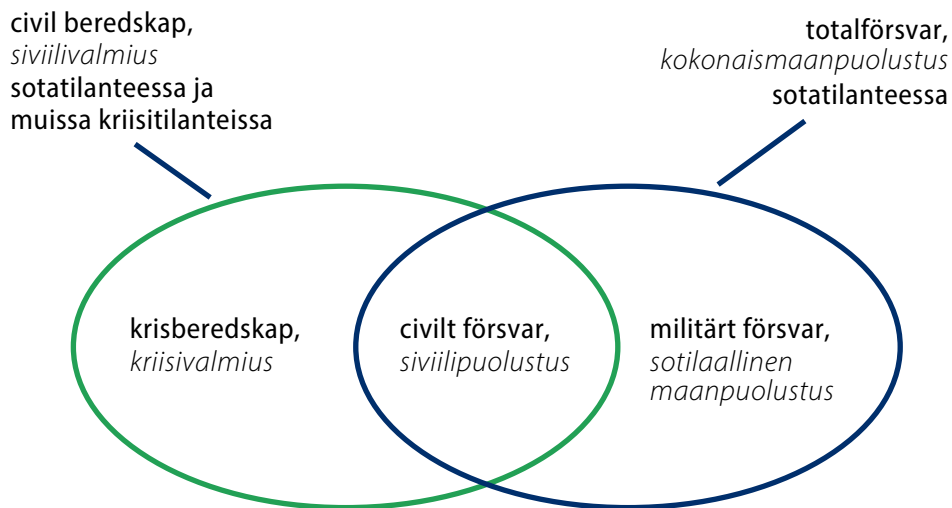 civil beredskap,
siviilivalmius
sotatilanteessa ja
muissa kriisitilanteissa
totalförsvar,
kokonaismaanpuolustus
sotatilanteessa
krisberedskap,
kriisivalmius
civilt försvar,
siviilipuolustus
militärt försvar,
sotilaallinen
maanpuolustus